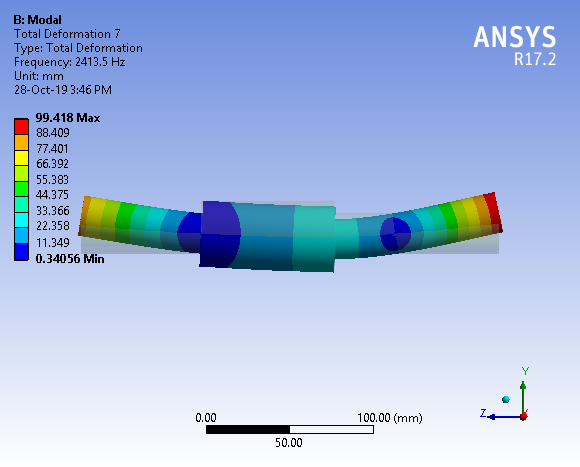 B: Modal
Total Deformation 7
Type: Total Deformation
Frequency: 2413.5 Hz
Unit: mm
28-Oct-19 3:46 PM
ANSYS
R17.2
99.418 Max
88.409
77.401
66.392
55.383
44.375
33.366
22.358
11.349
0.34056 Min
0.00
100.00 (mm)
50.00
Y
Z